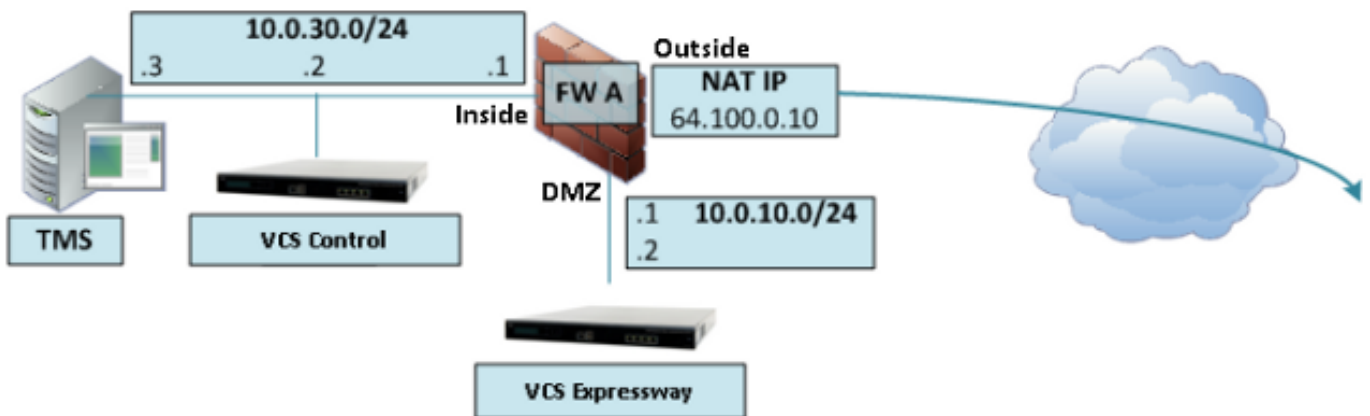 10.0.30.0/24
.3 .2 .1
Outside
FW A
NAT IP
64.100.0.10
Inside
DMZ
.1 10.0.10.0/24
.2
TMS
VCS Control
VCS Expressway